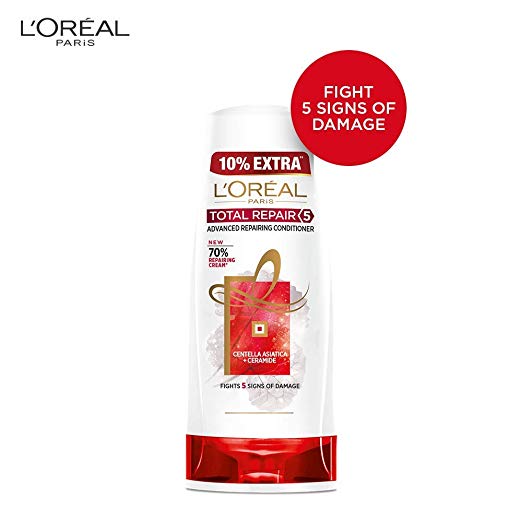 L'ORÉAL
PARIS
FIGHT
5 SIGNS OF
DAMAGE
10% EXTRA**
L'ORÉAL
PARIS
TOTAL REPAIR 5
ADVANCED REPAIRING CONDITIONER
NEW
70%
REPAIRING
CREAM*
CENTELLA ASIATICA
+ CERAMIDE
FIGHTS 5 SIGNS OF DAMAGE